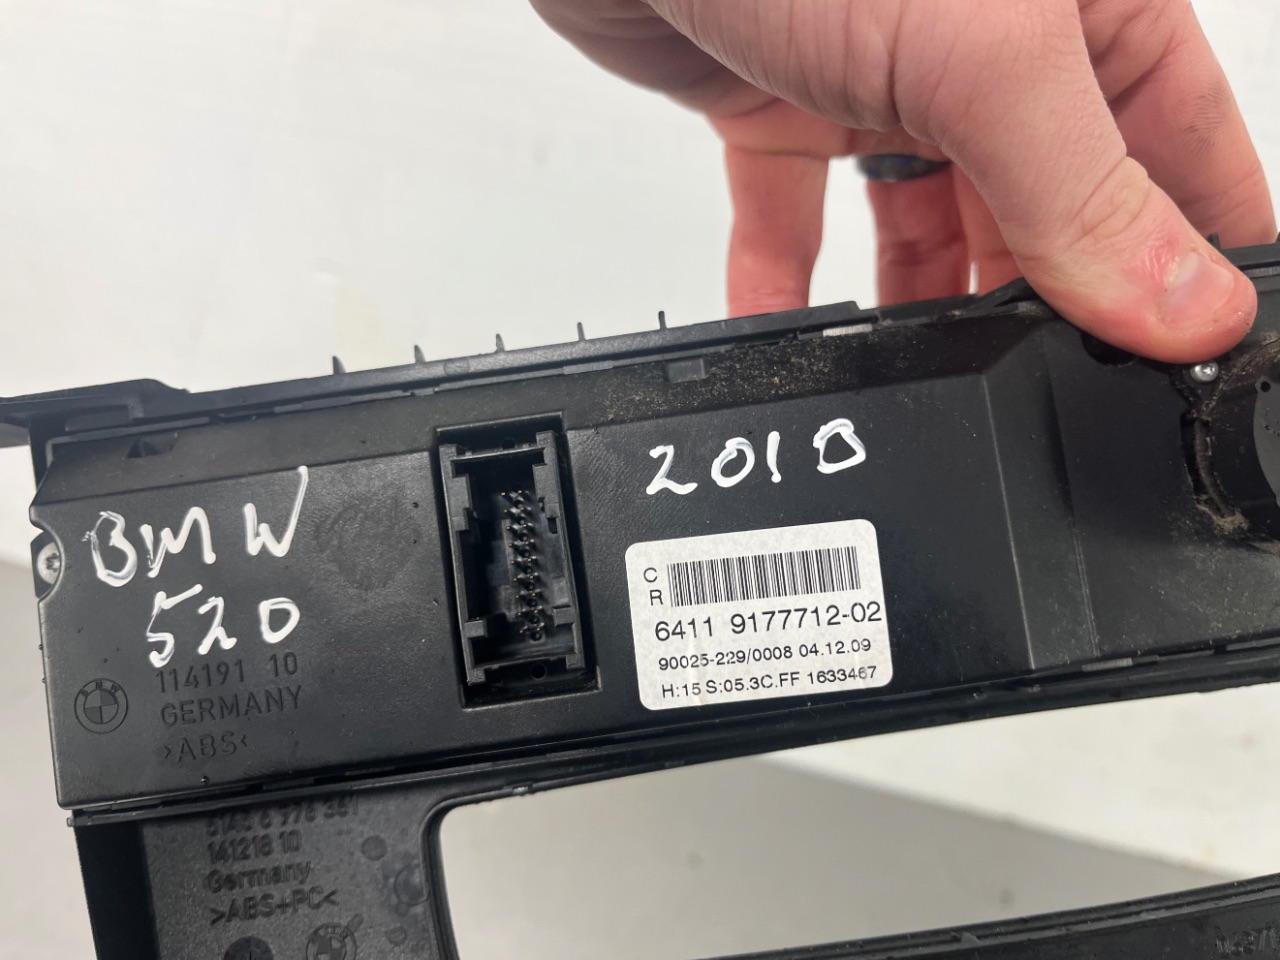 BMW
520
2010
C
R
6411 9177712-02
90025-229/0008 04.12.09
H:15 S:05.3C.FF 1633467
114191 10
GERMANY
>ABS<
141218 10
Germany
>ABS+PC<